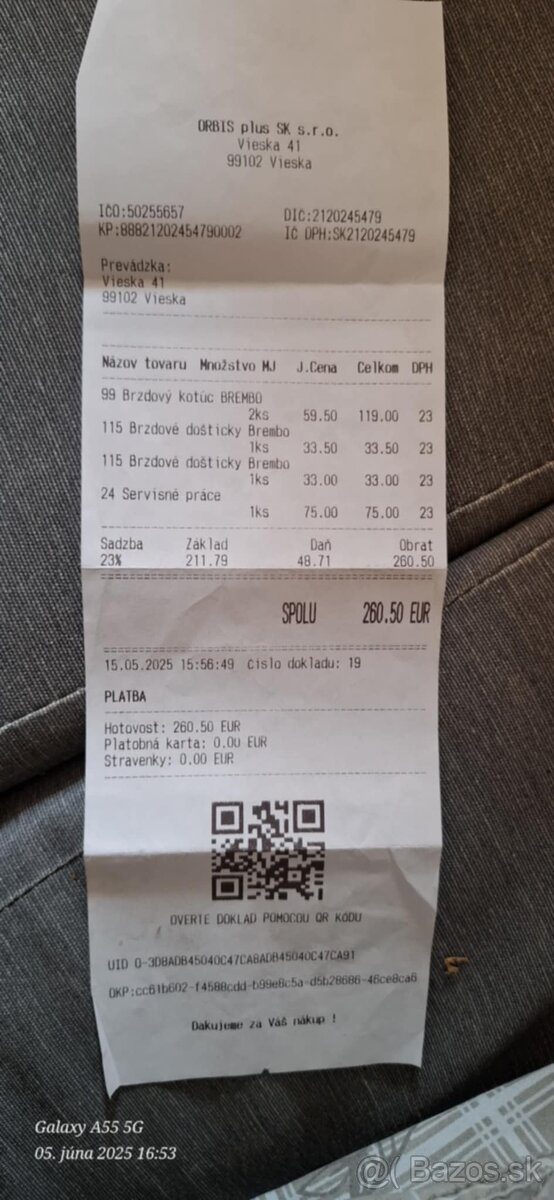 ORBIS plus SK s.r.o.
Vieska 41
99102 Vieska
IČO:50255657 DIČ:2120245479
KP:88821202454790002 IČ DPH:SK2120245479
Prevádzka:
Vieska 41
99102 Vieska
Názov tovaru Množstvo MJ J.Cena Celkom DPH
99 Brzdový kotúč BREMBO
2ks 59.50 119.00 23
115 Brzdové došticky Brembo
1ks 33.50 33.50 23
115 Brzdové došticky Brembo
1ks 33.00 33.00 23
24 Servisné práce
1ks 75.00 75.00 23
Sadzba Základ Daň Obrat
23% 211.79 48.71 260.50
SPOLU 260.50 EUR
15.05.2025 15:56:49 Číslo dokladu: 19
PLATBA
Hotovosť: 260.50 EUR
Platobná karta: 0.00 EUR
Stravenky: 0.00 EUR
OVERTE DOKLAD POMOCOU QR KÓDU
UID O-3DBADB45040C47CA8ADB45040C47CA91
OKP:cc61b602-f4588cdd-b99e8c5a-d5b28686-46ce8ca6
Dakujeme za Váš nákup !
Galaxy A55 5G
05. júna 2025 16:53
Bazos.sk